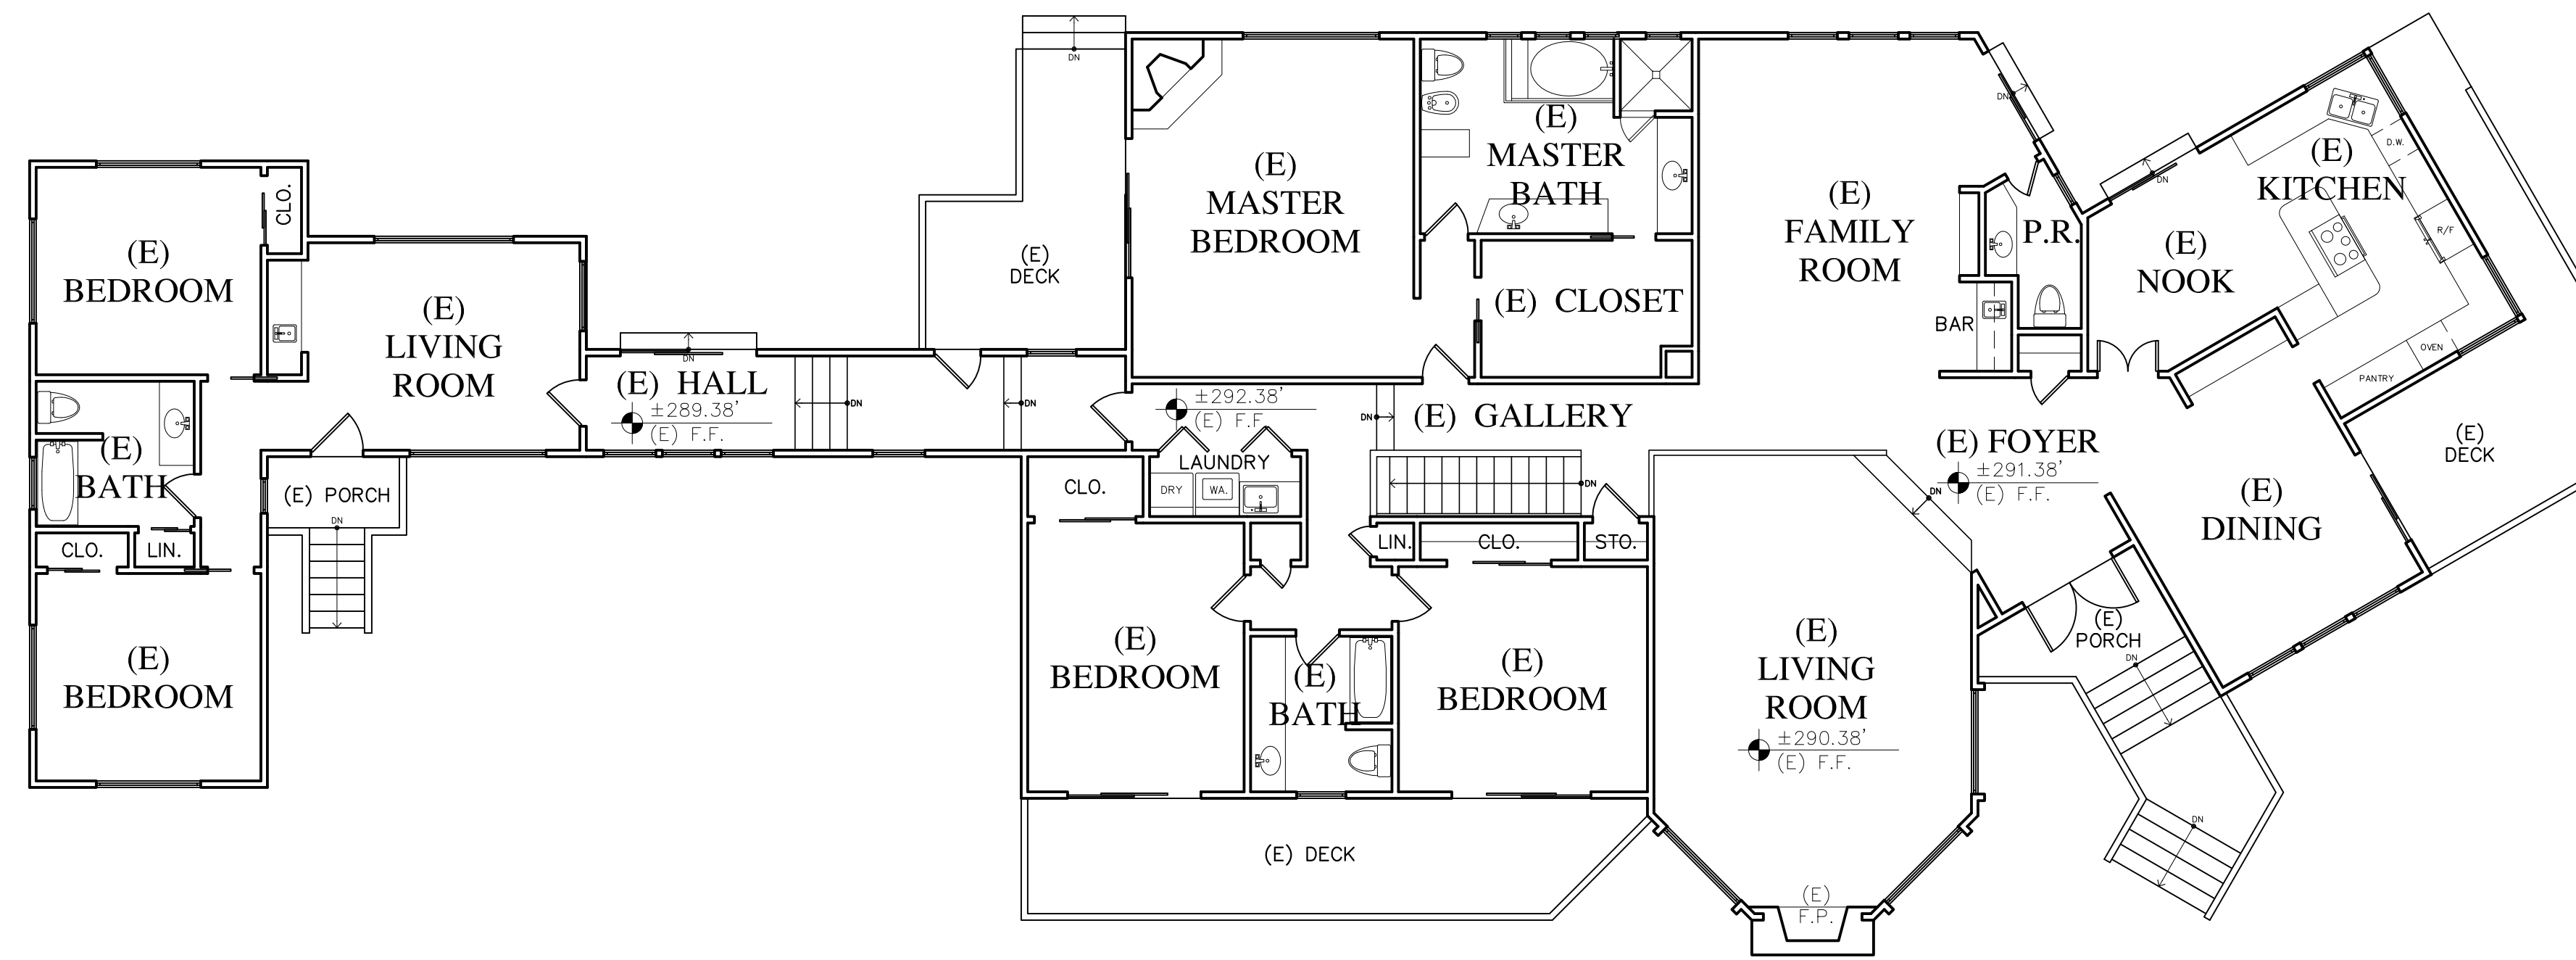 (E)
BEDROOM
CLO.
(E)
LIVING
ROOM
(E)
BATH
CLO.
LIN.
(E)
BEDROOM
(E) PORCH
DN
(E) HALL
±289.38'
(E) F.F.
DN
DN
DN
DN
(E)
DECK
(E)
MASTER
BEDROOM
(E)
MASTER
BATH
(E) CLOSET
±292.38'
(E) F.F.
DN
(E) GALLERY
LAUNDRY
DRY
WA.
CLO.
DN
LIN.
CLO.
STO.
(E)
BEDROOM
(E)
BATH
(E)
BEDROOM
(E) DECK
(E)
FAMILY
ROOM
DN
P.R.
BAR
(E)
LIVING
ROOM
±290.38'
(E) F.F.
(E)
F.P.
(E) FOYER
±291.38'
(E) F.F.
DN
(E)
NOOK
DN
(E)
KITCHEN
D.W.
R/F
OVEN
PANTRY
(E)
DINING
(E)
DECK
(E)
PORCH
DN
DN